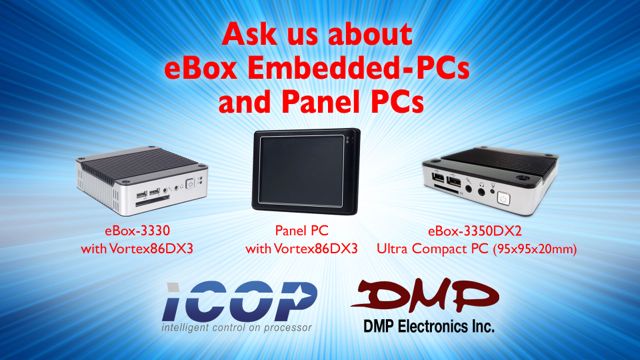 Ask us about
eBox Embedded-PCs
and Panel PCs
eBox-3330
with Vortex86DX3
Panel PC
with Vortex86DX3
eBox-3350DX2
Ultra Compact PC (95x95x20mm)
iCOP
intelligent control on processor
DMP
DMP Electronics Inc.